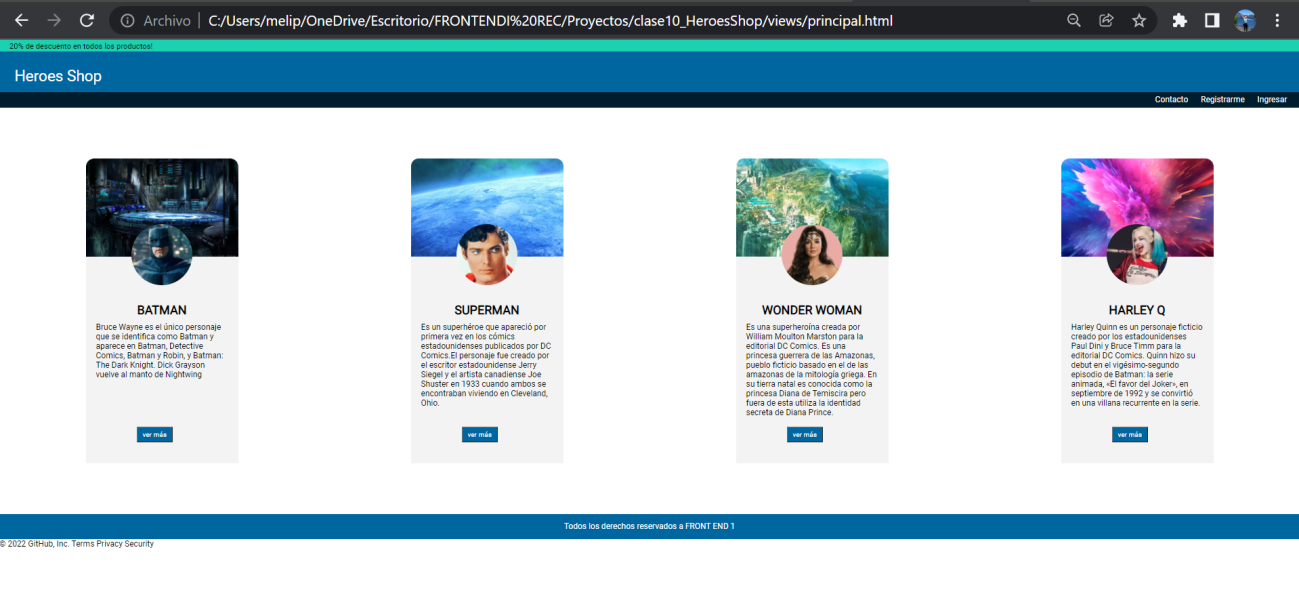 Archivo
C:/Users/melip/OneDrive/Escritorio/FRONTENDI%20REC/Proyectos/clase10_HeroesShop/views/principal.html
20% de descuento en todos los productos!
Heroes Shop
Contacto Registrarme Ingresar
BATMAN
Bruce Wayne es el único personaje
que se identifica como Batman y
aparece en Batman, Detective
Comics, Batman y Robin, y Batman:
The Dark Knight. Dick Grayson
vuelve al manto de Nightwing
ver más
SUPERMAN
Es un superhéroe que apareció por
primera vez en los cómics
estadounidenses publicados por DC
Comics.El personaje fue creado por
el escritor estadounidense Jerry
Siegel y el artista canadiense Joe
Shuster en 1933 cuando ambos se
encontraban viviendo en Cleveland,
Ohio.
ver más
WONDER WOMAN
Es una superheroína creada por
William Moulton Marston para la
editorial DC Comics. Es una
princesa guerrera de las Amazonas,
pueblo ficticio basado en el de las
amazonas de la mitología griega. En
su tierra natal es conocida como la
princesa Diana de Temiscira pero
fuera de esta utiliza la identidad
secreta de Diana Prince.
ver más
HARLEY Q
Harley Quinn es un personaje ficticio
creado por los estadounidenses
Paul Dini y Bruce Timm para la
editorial DC Comics. Quinn hizo su
debut en el vigésimo-segundo
episodio de Batman: la serie
animada, «El favor del Joker», en
septiembre de 1992 y se convirtió
en una villana recurrente en la serie.
ver más
Todos los derechos reservados a FRONT END 1
© 2022 GitHub, Inc. Terms Privacy Security